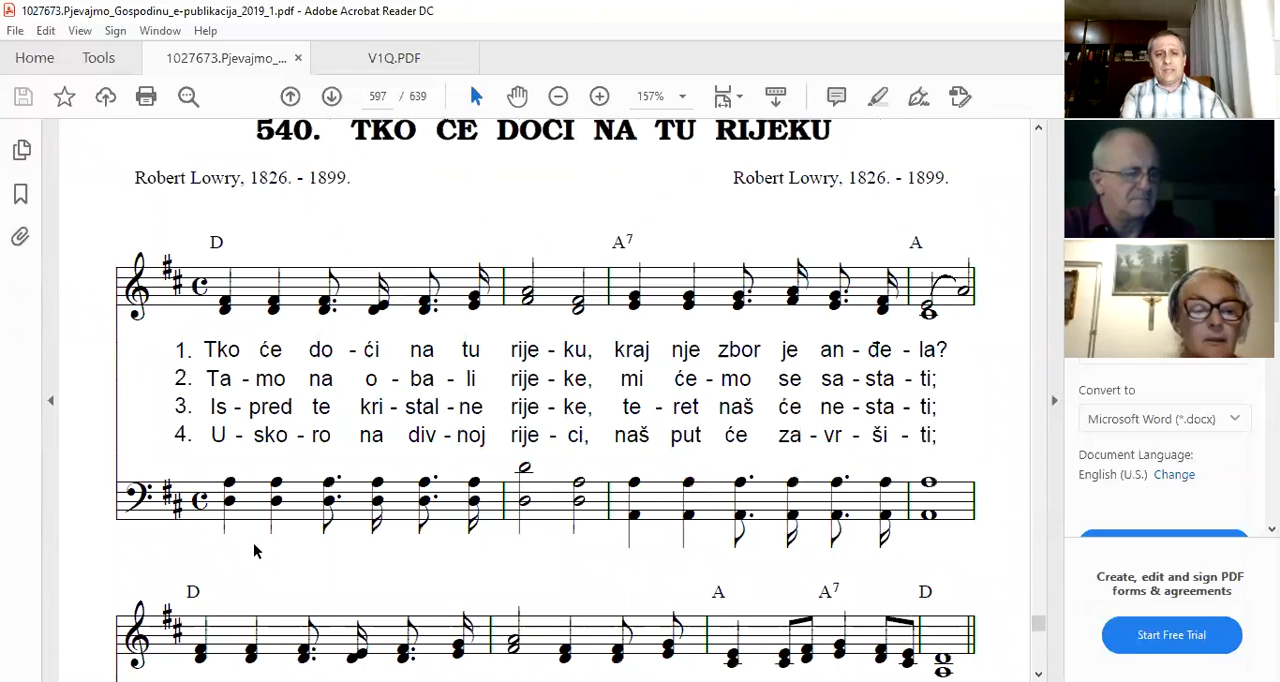 1027673.Pjevajmo_Gospodinu_e-publikacija_2019_1.pdf - Adobe Acrobat Reader DC
File Edit View Sign Window Help
Home Tools 1027673.Pjevajmo_... × V1Q.PDF
597 / 639 157%
540. TKO ĆE DOĆI NA TU RIJEKU
Robert Lowry, 1826. - 1899. Robert Lowry, 1826. - 1899.
D A7 A
1. Tko će do - ći na tu rije - ku, kraj nje zbor je an - đe - la?
2. Ta - mo na o - ba - li rije - ke, mi će - mo se sa - sta - ti;
3. Is - pred te kri - stal - ne rije - ke, te - ret naš će ne - sta - ti;
4. U - sko - ro na div - noj rije - ci, naš put će za - vr - ši - ti;
D A A7 D
Convert to
Microsoft Word (*.docx)
Document Language:
English (U.S.) Change
Create, edit and sign PDF
forms & agreements
Start Free Trial